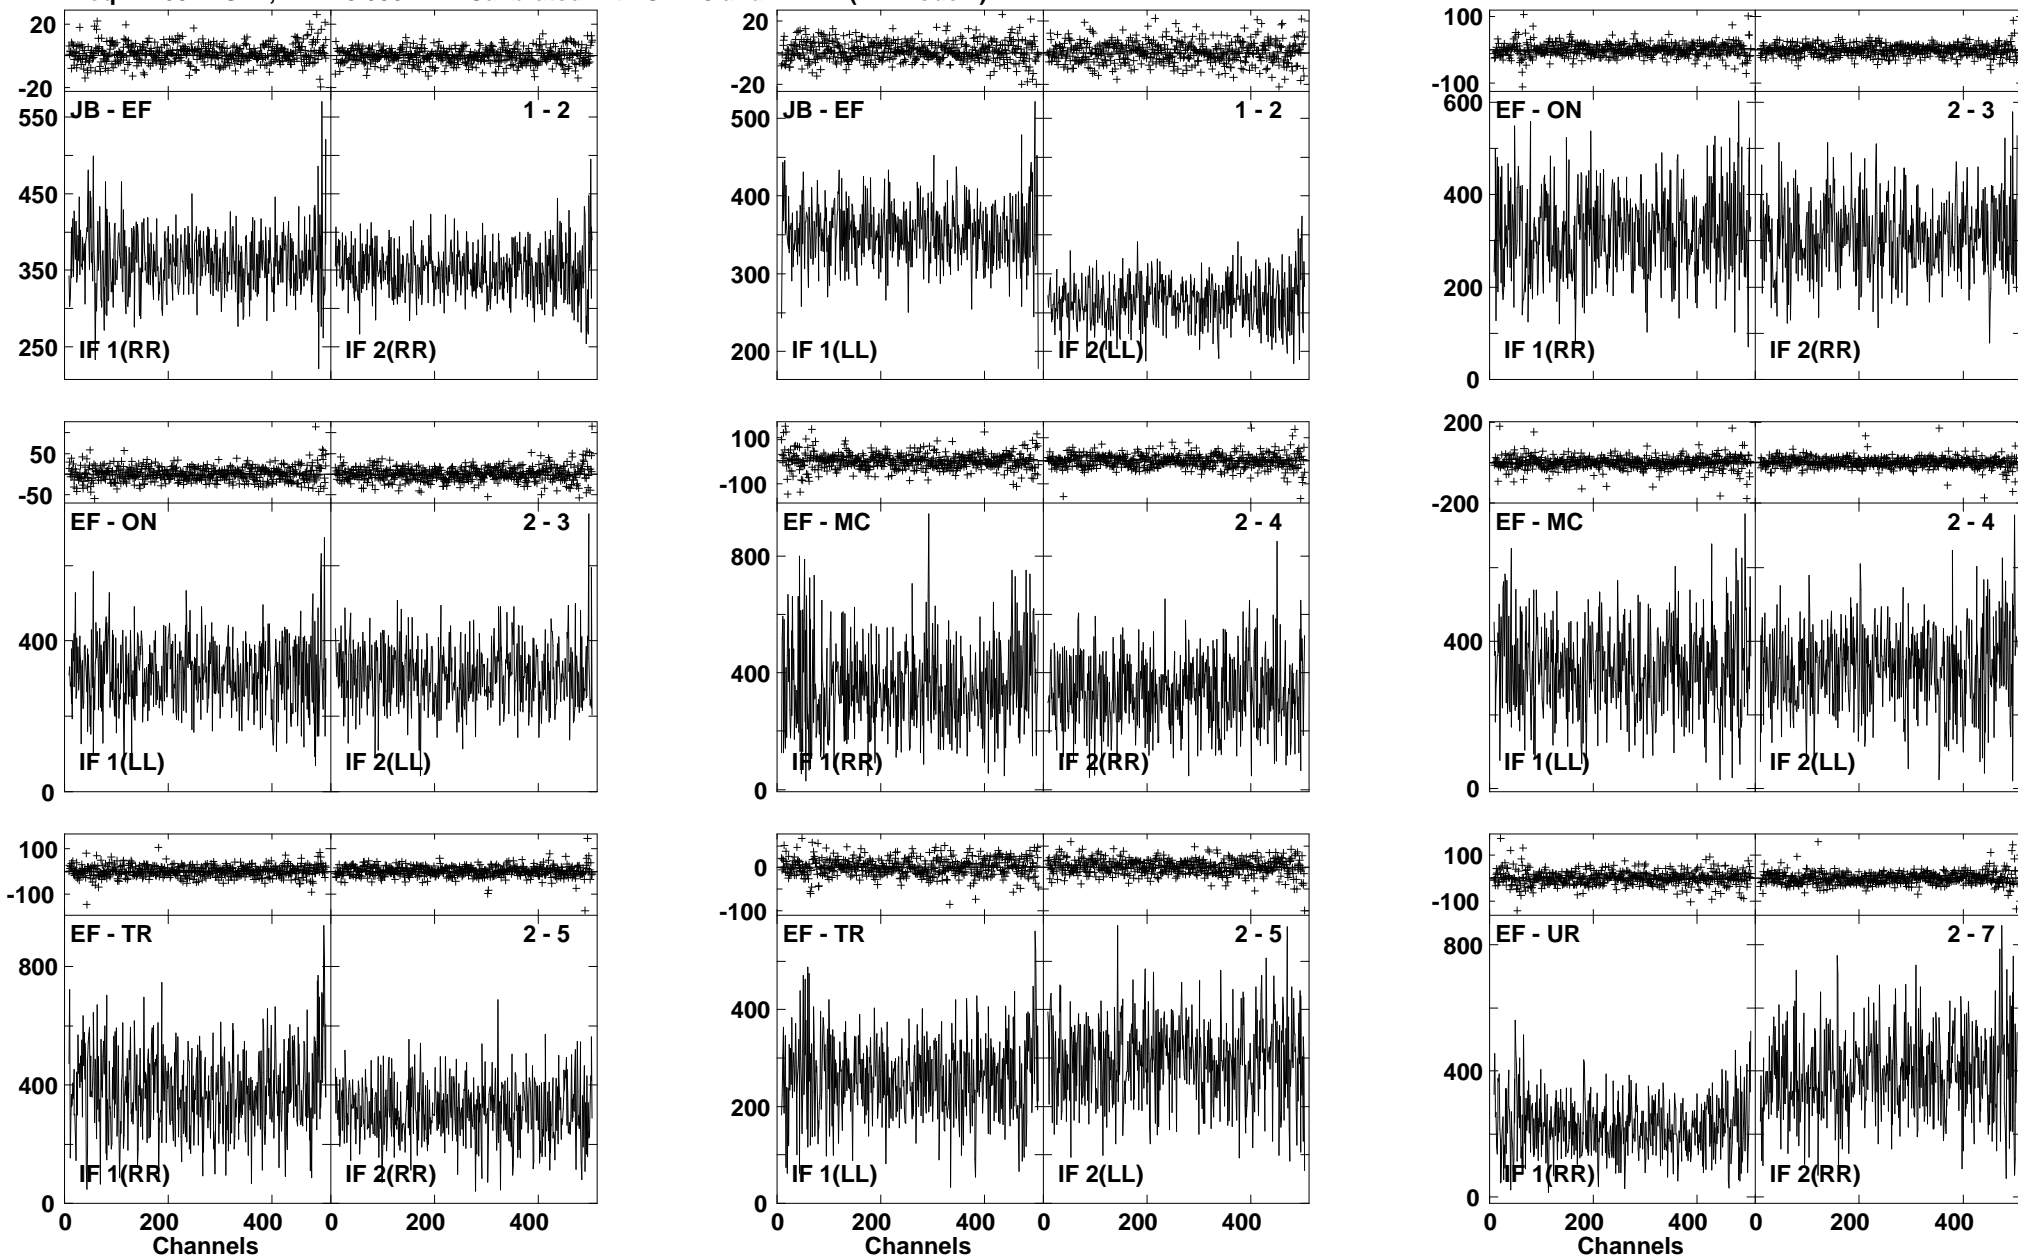 20
-20
JB - EF
1 - 2
550
450
350
250
IF 1(RR)
IF 2(RR)
20
-20
JB - EF
1 - 2
500
400
300
200
IF 1(LL)
IF 2(LL)
100
-100
EF - ON
2 - 3
600
400
200
0
IF 1(RR)
IF 2(RR)
50
-50
EF - ON
2 - 3
400
0
IF 1(LL)
IF 2(LL)
100
-100
EF - MC
2 - 4
800
400
0
IF 1(RR)
IF 2(RR)
200
-200
EF - MC
2 - 4
400
0
IF 1(LL)
IF 2(LL)
100
-100
EF - TR
2 - 5
800
400
0
IF 1(RR)
IF 2(RR)
0 200 400 0 200 400
Channels
0
-100
EF - TR
2 - 5
400
200
0
IF 1(LL)
IF 2(LL)
0 200 400 0 200 400
Channels
100
-100
EF - UR
2 - 7
800
400
0
IF 1(RR)
IF 2(RR)
0 200 400 0 200 400
Channels